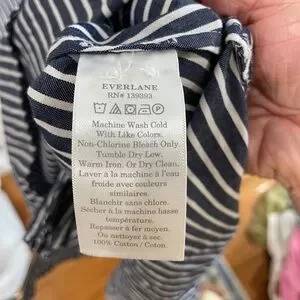 EVERLANE
RN# 139393
Machine Wash Cold
With Like Colors.
Non-Chlorine Bleach Only.
Tumble Dry Low.
Warm Iron. Or Dry Clean.
Laver à la machine à l'eau
froide avec couleurs
similaires.
Blanchir sans chlore.
Sécher à la machine basse
température.
Repasser à fer moyen.
Ou nettoyer à sec.
100% Cotton / Coton.